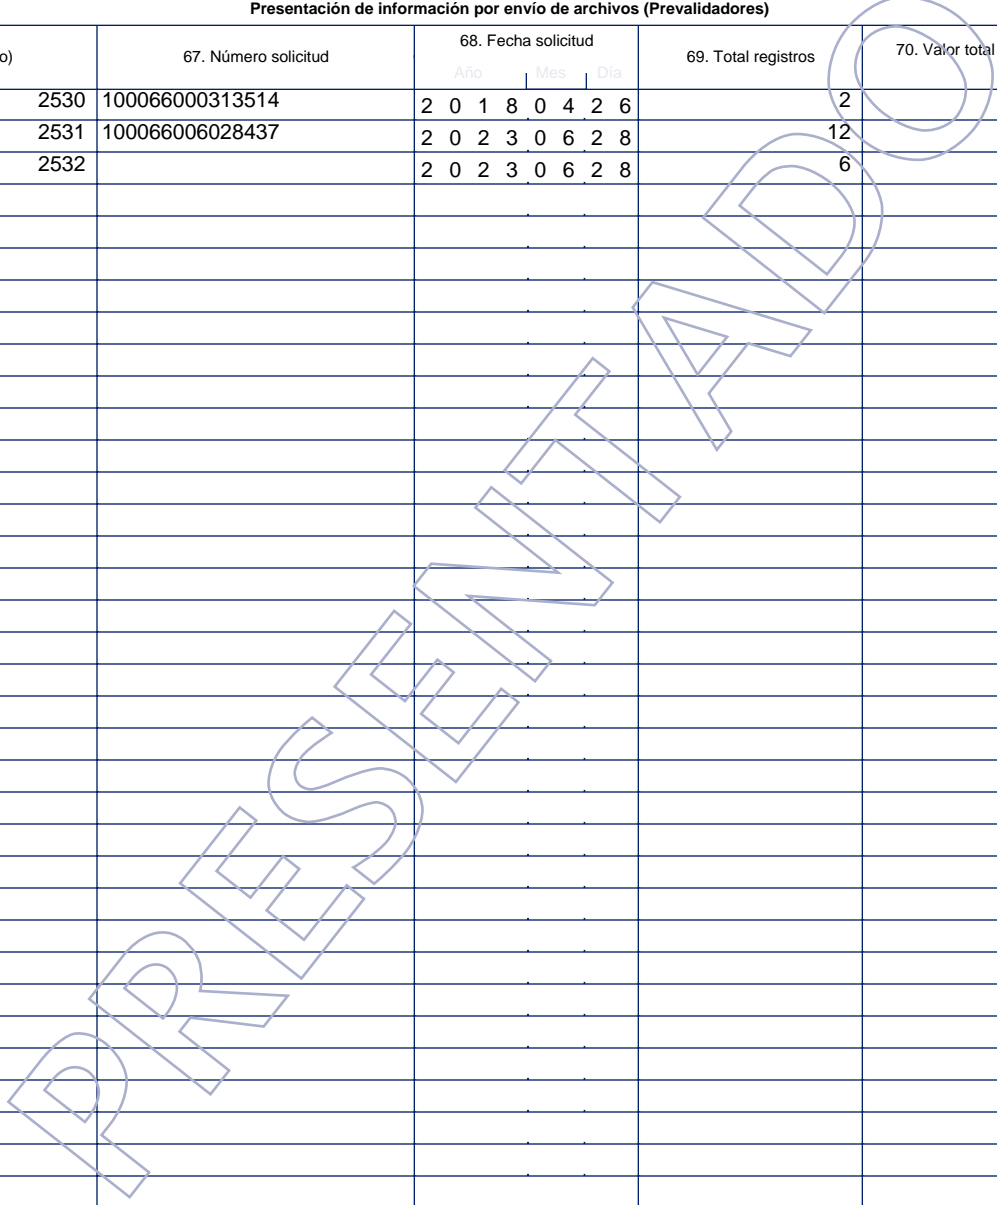 Presentación de información por envío de archivos (Prevalidadores)
o) 67. Número solicitud 68. Fecha solicitud 69. Total registros 70. Valor total
Año Mes Día
2530 100066000313514 2 0 1 8 0 4 2 6 2
2531 100066006028437 2 0 2 3 0 6 2 8 12
2532 2 0 2 3 0 6 2 8 6
PRESENTADO